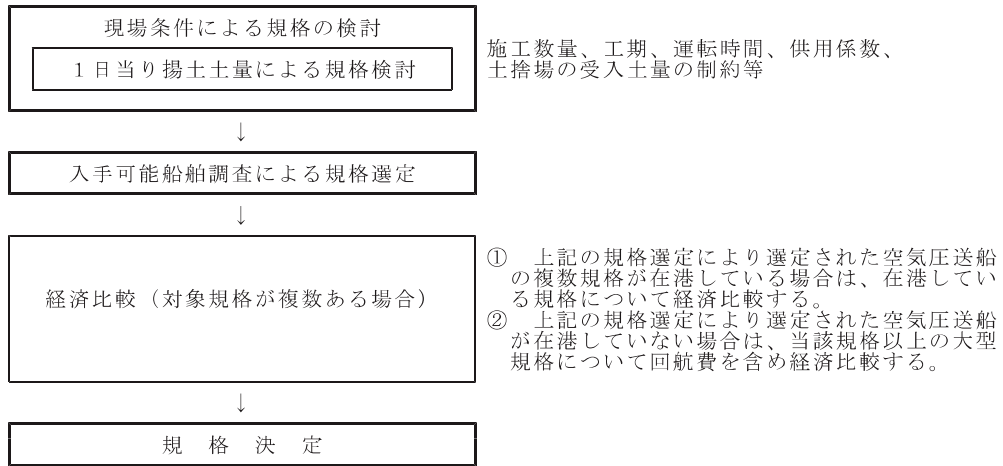 現場条件による規格の検討
1日当り揚土土量による規格検討
施工数量、工期、運転時間、供用係数、
土捨場の受入土量の制約等
↓
入手可能船舶調査による規格選定
↓
経済比較（対象規格が複数ある場合）
① 上記の規格選定により選定された空気圧送船
の複数規格が在港している場合は、在港してい
る規格について経済比較する。
② 上記の規格選定により選定された空気圧送船
が在港していない場合は、当該規格以上の大型
規格について回航費を含め経済比較する。
↓
規 格 決 定